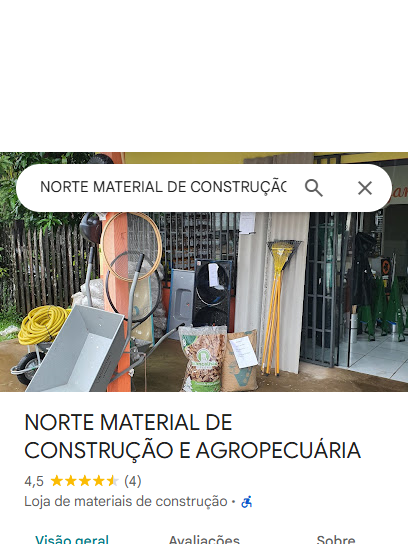 NORTE MATERIAL DE CONSTRUÇÃO
NORTE MATERIAL DE
CONSTRUÇÃO E AGROPECUÁRIA
4,5 (4)
Loja de materiais de construção ·
Visão geral Avaliações Sobre